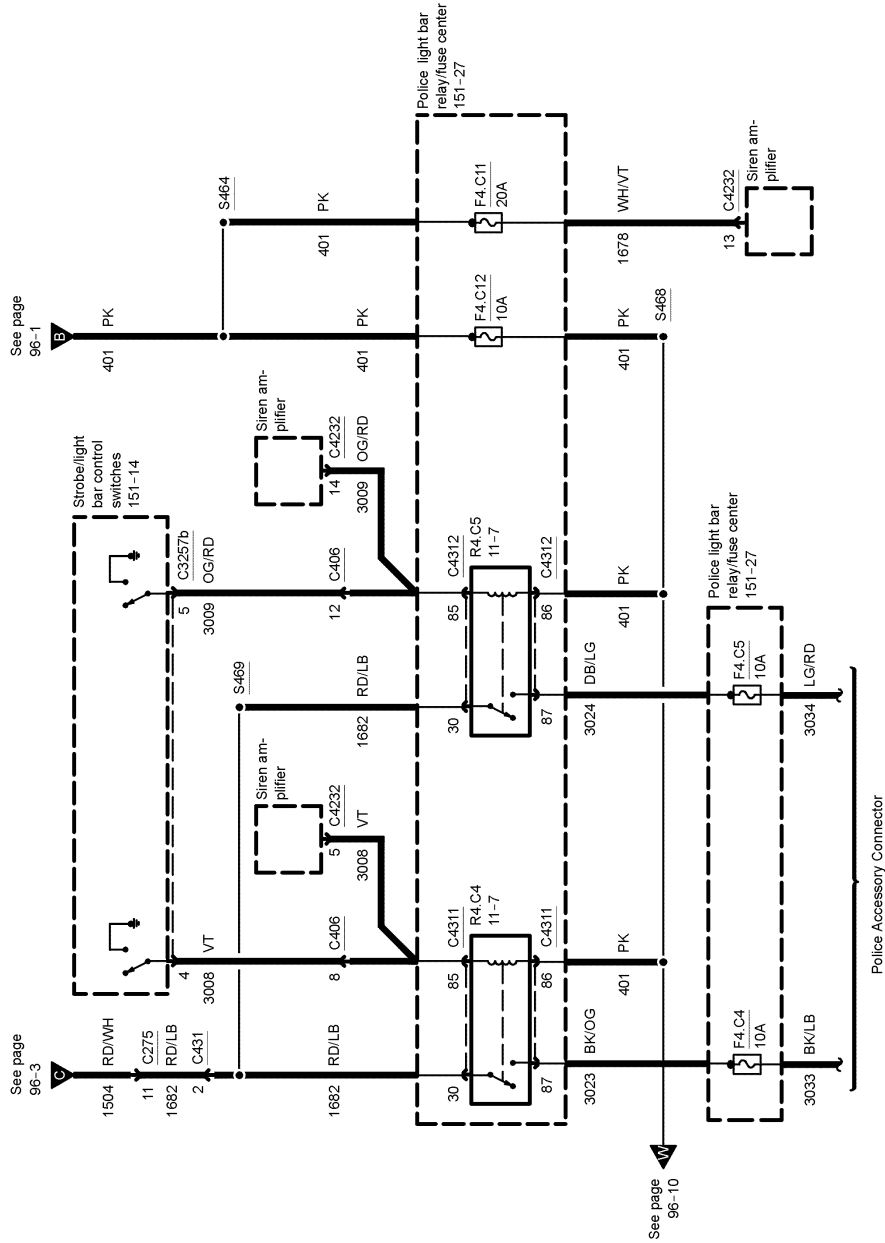 See page
96-3
C
1504
RD/WH
11
C275
1682
RD/LB
2
C431
1682
RD/LB
30
Strobe/light
bar control
switches
151-14
4
VT
3008
8
C406
Siren am-
plifier
5
C4232
3008
VT
S469
1682
RD/LB
30
5
C3257b
3009
OG/RD
12
C406
Siren am-
plifier
14
C4232
3009
OG/RD
See page
96-1
B
401
PK
401
PK
S464
401
PK
Police light bar
relay/fuse center
151-27
85
C4311
R4.C4
11-7
87
86
C4311
85
C4312
R4.C5
11-7
87
86
C4312
F4.C12
10A
F4.C11
20A
3023
BK/OG
401
PK
3024
DB/LG
401
PK
401
PK
S468
1678
WH/VT
13
C4232
Siren am-
plifier
See page
96-10
W
Police light bar
relay/fuse center
151-27
F4.C4
10A
F4.C5
10A
3033
BK/LB
3034
LG/RD
Police Accessory Connector